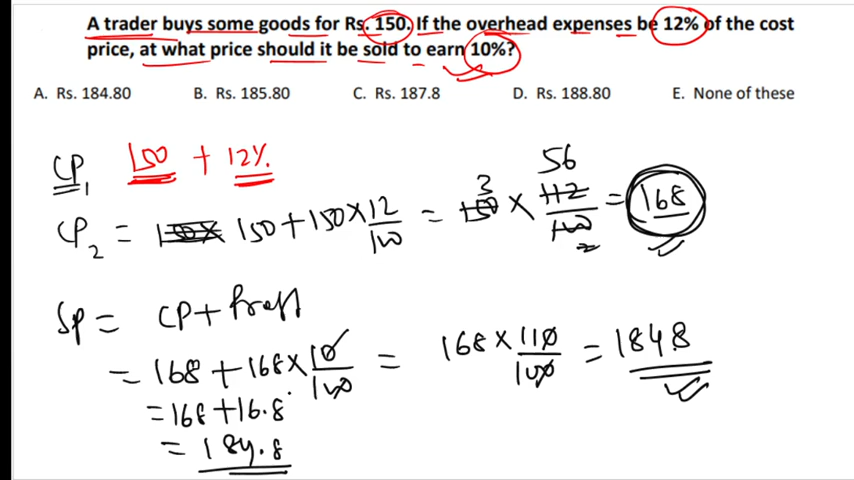 A trader buys some goods for Rs. 150. If the overhead expenses be 12% of the cost
price, at what price should it be sold to earn 10%?
A. Rs. 184.80 B. Rs. 185.80 C. Rs. 187.8 D. Rs. 188.80 E. None of these
CP1 150 + 12%
CP2 = 150x 150 + 150 x 12/100 = 150 3 x 112 56/100 2 = 168
SP = CP + Profit
= 168 + 168 x 10/100 = 168 x 110/100 = 184.8
= 168 + 16.8
= 184.8